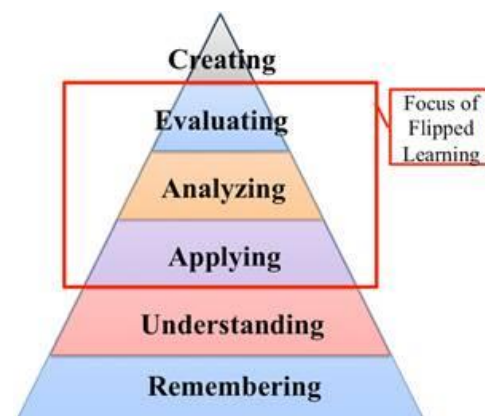 Creating
Evaluating
Focus of
Flipped
Learning
Analyzing
Applying
Understanding
Remembering